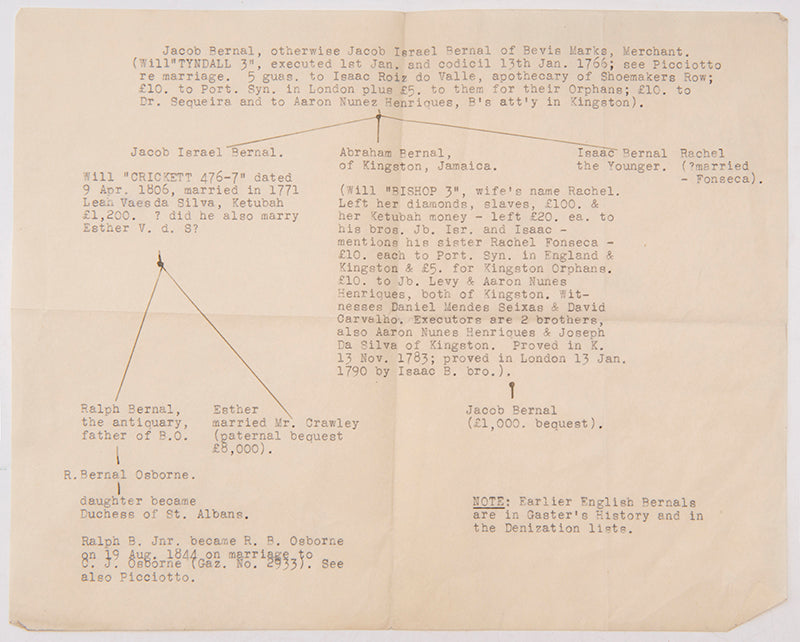 Jacob Bernal, otherwise Jacob Israel Bernal of Bevis Marks, Merchant.
(Will"TYNDALL 3", executed 1st Jan. and codicil 13th Jan. 1766; see Picciotto
re marriage. 5 guas. to Isaac Roiz do Valle, apothecary of Shoemakers Row;
£10. to Port. Syn. in London plus £5. to them for their Orphans; £10. to
Dr. Sequeira and to Aaron Nunez Henriques, B's att'y in Kingston).
Jacob Israel Bernal.
Will "CRICKETT 476-7" dated
9 Apr. 1806, married in 1771
Leah Vaesda Silva, Ketubah
£1,200. ? did he also marry
Esther V. d. S?
Abraham Bernal,
of Kingston, Jamaica.
(Will "BISHOP 3", wife's name Rachel.
Left her diamonds, slaves, £100. &
her Ketubah money - left £20. ea. to
his bros. Jb. Isr. and Isaac -
mentions his sister Rachel Fonseca -
£10. each to Port. Syn. in England &
Kingston & £5. for Kingston Orphans.
£10. to Jb. Levy & Aaron Nunes
Henriques, both of Kingston. Wit-
nesses Daniel Mendes Seixas & David
Carvalho. Executors are 2 brothers,
also Aaron Nunes Henriques & Joseph
Da Silva of Kingston. Proved in K.
13 Nov. 1783; proved in London 13 Jan.
1790 by Isaac B. bro.).
Isaac Bernal
the Younger.
Rachel
(?married
- Fonseca).
Ralph Bernal,
the antiquary,
father of B.O.
Esther
married Mr. Crawley
(paternal bequest
£8,000).
Jacob Bernal
(£1,000. bequest).
R.Bernal Osborne.
daughter became
Duchess of St. Albans.
Ralph B. Jnr. became R. B. Osborne
on 19 Aug. 1844 on marriage to
C. J. Osborne (Gaz. No. 2933). See
also Picciotto.
NOTE: Earlier English Bernals
are in Gaster's History and in
the Denization lists.